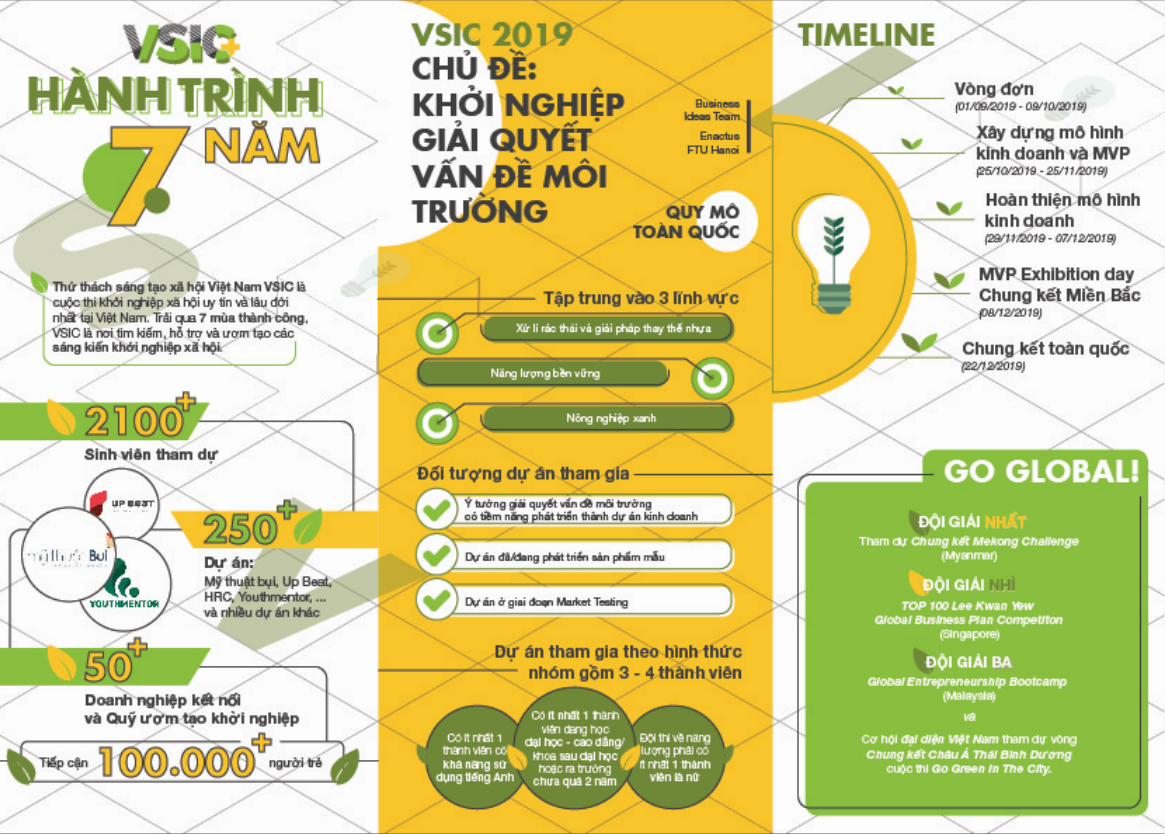 VSIC+
HÀNH TRÌNH
7 NĂM
Thử thách sáng tạo xã hội Việt Nam VSIC là
cuộc thi khởi nghiệp xã hội uy tín và lâu đời
nhất tại Việt Nam. Trải qua 7 mùa thành công,
VSIC là nơi tìm kiếm, hỗ trợ và ươm tạo các
sáng kiến khởi nghiệp xã hội.
2100+
Sinh viên tham dự
UP BEAT
mỹ thuật Bụi
YOUTHMENTOR
250+
Dự án:
Mỹ thuật bụi, Up Beat,
HRC, Youthmentor, ...
và nhiều dự án khác
50+
Doanh nghiệp kết nối
và Quỹ ươm tạo khởi nghiệp
Tiếp cận 100.000+ người trẻ
VSIC 2019
CHỦ ĐỀ:
KHỞI NGHIỆP
GIẢI QUYẾT
VẤN ĐỀ MÔI
TRƯỜNG
Business
Ideas Team
Enactus
FTU Hanoi
QUY MÔ
TOÀN QUỐC
Tập trung vào 3 lĩnh vực
Xử lí rác thải và giải pháp thay thế nhựa
Năng lượng bền vững
Nông nghiệp xanh
Đối tượng dự án tham gia
Ý tưởng giải quyết vấn đề môi trường
có tiềm năng phát triển thành dự án kinh doanh
Dự án đã/đang phát triển sản phẩm mẫu
Dự án ở giai đoạn Market Testing
Dự án tham gia theo hình thức
nhóm gồm 3 - 4 thành viên
Có ít nhất 1
thành viên có
khả năng sử
dụng tiếng Anh
Có ít nhất 1 thành
viên đang học
đại học - cao đẳng/
khoa sau đại học
hoặc ra trường
chưa quá 2 năm
Đội thi về năng
lượng phải có
ít nhất 1 thành
viên là nữ
TIMELINE
Vòng đơn
(01/09/2019 - 09/10/2019)
Xây dựng mô hình
kinh doanh và MVP
(25/10/2019 - 25/11/2019)
Hoàn thiện mô hình
kinh doanh
(29/11/2019 - 07/12/2019)
MVP Exhibition day
Chung kết Miền Bắc
(08/12/2019)
Chung kết toàn quốc
(22/12/2019)
GO GLOBAL!
ĐỘI GIẢI NHẤT
Tham dự Chung kết Mekong Challenge
(Myanmar)
ĐỘI GIẢI NHÌ
TOP 100 Lee Kwan Yew
Global Business Plan Competiton
(Singapore)
ĐỘI GIẢI BA
Global Entrepreneurship Bootcamp
(Malaysia)
và
Cơ hội đại diện Việt Nam tham dự vòng
Chung kết Châu Á Thái Bình Dương
cuộc thi Go Green In The City.